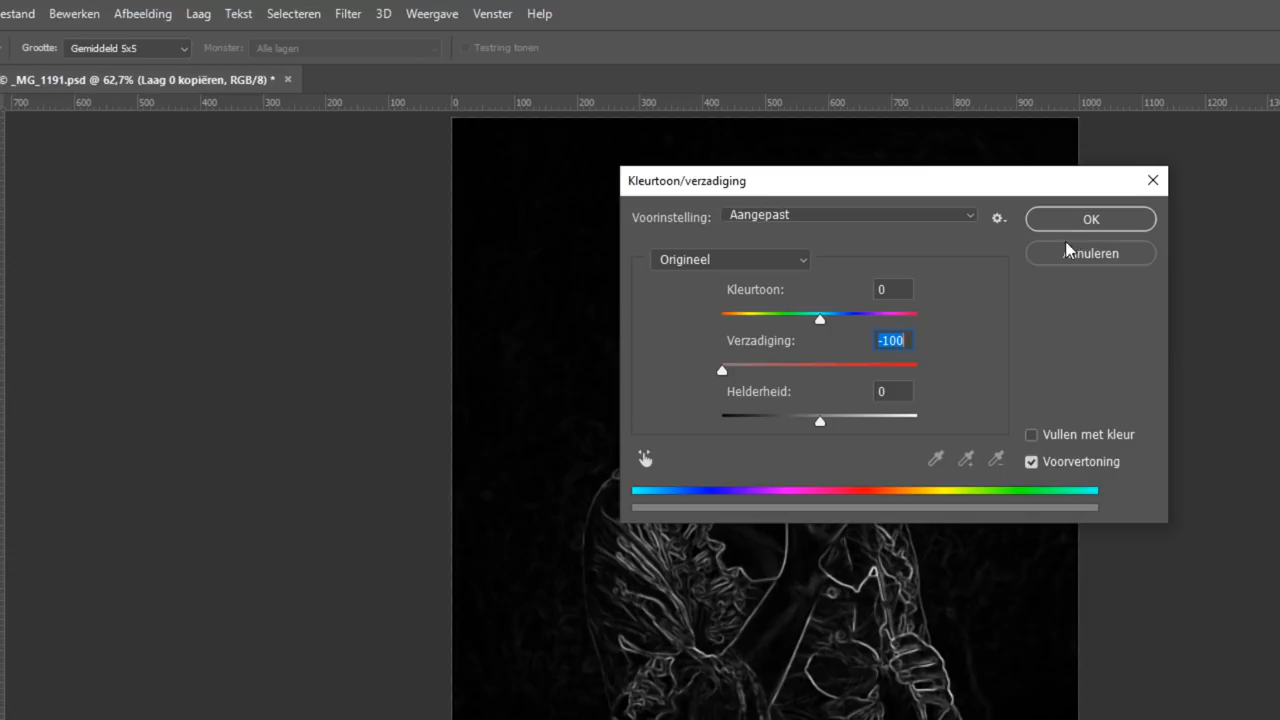 estand Bewerken Afbeelding Laag Tekst Selecteren Filter 3D Weergave Venster Help
Grootte: Gemiddeld 5x5 Monster: Alle lagen Testring tonen
© _MG_1191.psd @ 62,7% (Laag 0 kopiëren, RGB/8) * ×
700 600 500 400 300 200 100 0 100 200 300 400 500 600 700 800 900 1000 1100 1200 130
Kleurtoon/verzadiging
Voorinstelling: Aangepast OK
Origineel Annuleren
Kleurtoon: 0
Verzadiging: -100
Helderheid: 0
Vullen met kleur
Voorvertoning